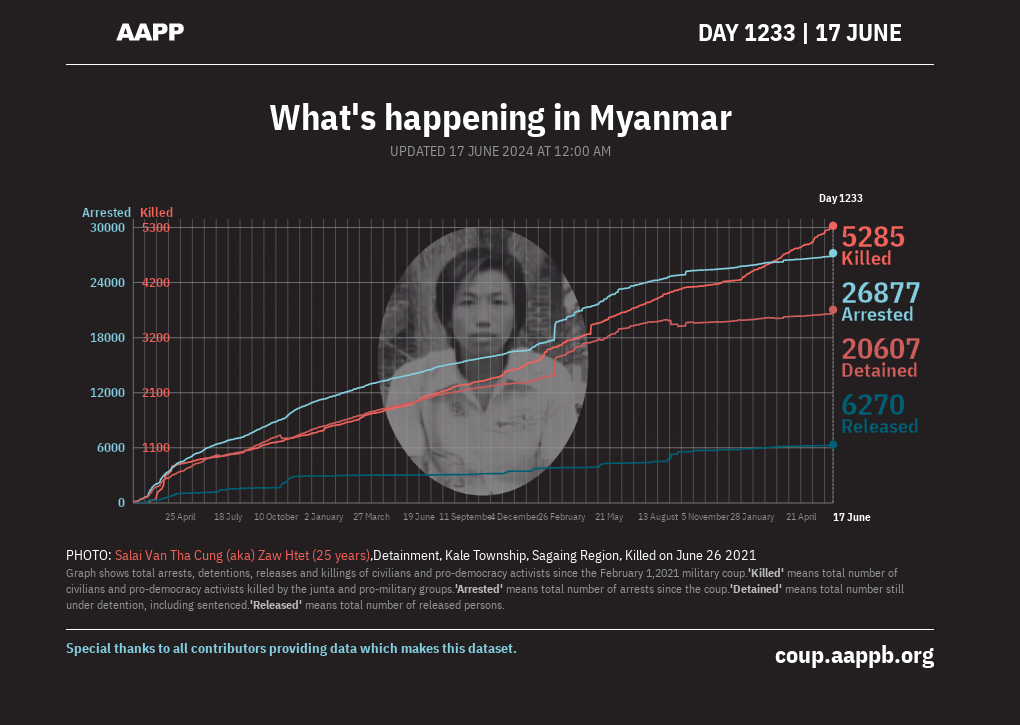 AAPP
DAY 1233 | 17 JUNE
What's happening in Myanmar
UPDATED 17 JUNE 2024 AT 12:00 AM
Day 1233
Arrested Killed
30000 5300
24000 4200
18000 3200
12000 2100
6000 1100
0
5285
Killed
26877
Arrested
20607
Detained
6270
Released
25 April 18 July 10 October 2 January 27 March 19 June 11 September 4 December 26 February 21 May 13 August 5 November 28 January 21 April 17 June
PHOTO: Salai Van Tha Cung (aka) Zaw Htet (25 years),Detainment, Kale Township, Sagaing Region, Killed on June 26 2021
Graph shows total arrests, detentions, releases and killings of civilians and pro-democracy activists since the February 1,2021 military coup.'Killed' means total number of
civilians and pro-democracy activists killed by the junta and pro-military groups.'Arrested' means total number of arrests since the coup.'Detained' means total number still
under detention, including sentenced.'Released' means total number of released persons.
Special thanks to all contributors providing data which makes this dataset.
coup.aappb.org